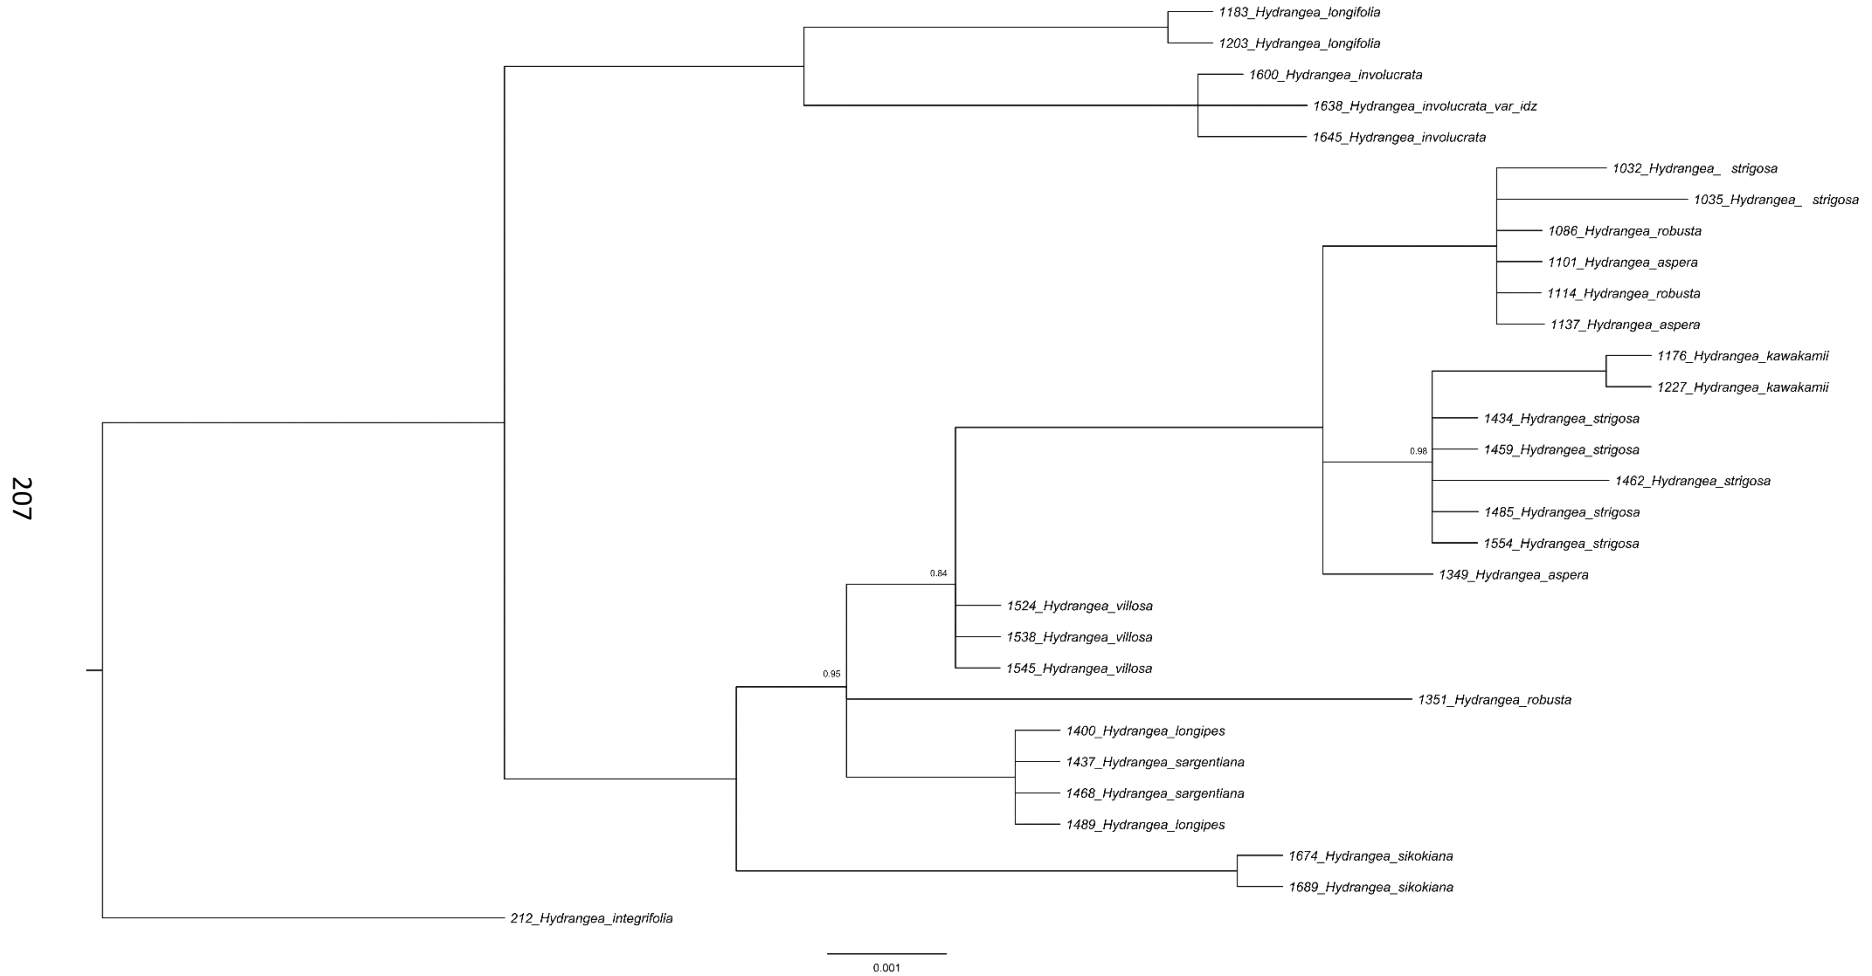 1183_Hydrangea_longifolia
1203_Hydrangea_longifolia
1600_Hydrangea_involucrata
1638_Hydrangea_involucrata_var_idz
1645_Hydrangea_involucrata
1032_Hydrangea_ strigosa
1035_Hydrangea_ strigosa
1086_Hydrangea_robusta
1101_Hydrangea_aspera
1114_Hydrangea_robusta
1137_Hydrangea_aspera
1176_Hydrangea_kawakamii
1227_Hydrangea_kawakamii
1434_Hydrangea_strigosa
0.98
1459_Hydrangea_strigosa
1462_Hydrangea_strigosa
207
1485_Hydrangea_strigosa
1554_Hydrangea_strigosa
0.84
1349_Hydrangea_aspera
1524_Hydrangea_villosa
1538_Hydrangea_villosa
1545_Hydrangea_villosa
0.95
1351_Hydrangea_robusta
1400_Hydrangea_longipes
1437_Hydrangea_sargentiana
1468_Hydrangea_sargentiana
1489_Hydrangea_longipes
1674_Hydrangea_sikokiana
1689_Hydrangea_sikokiana
212_Hydrangea_integrifolia
0.001